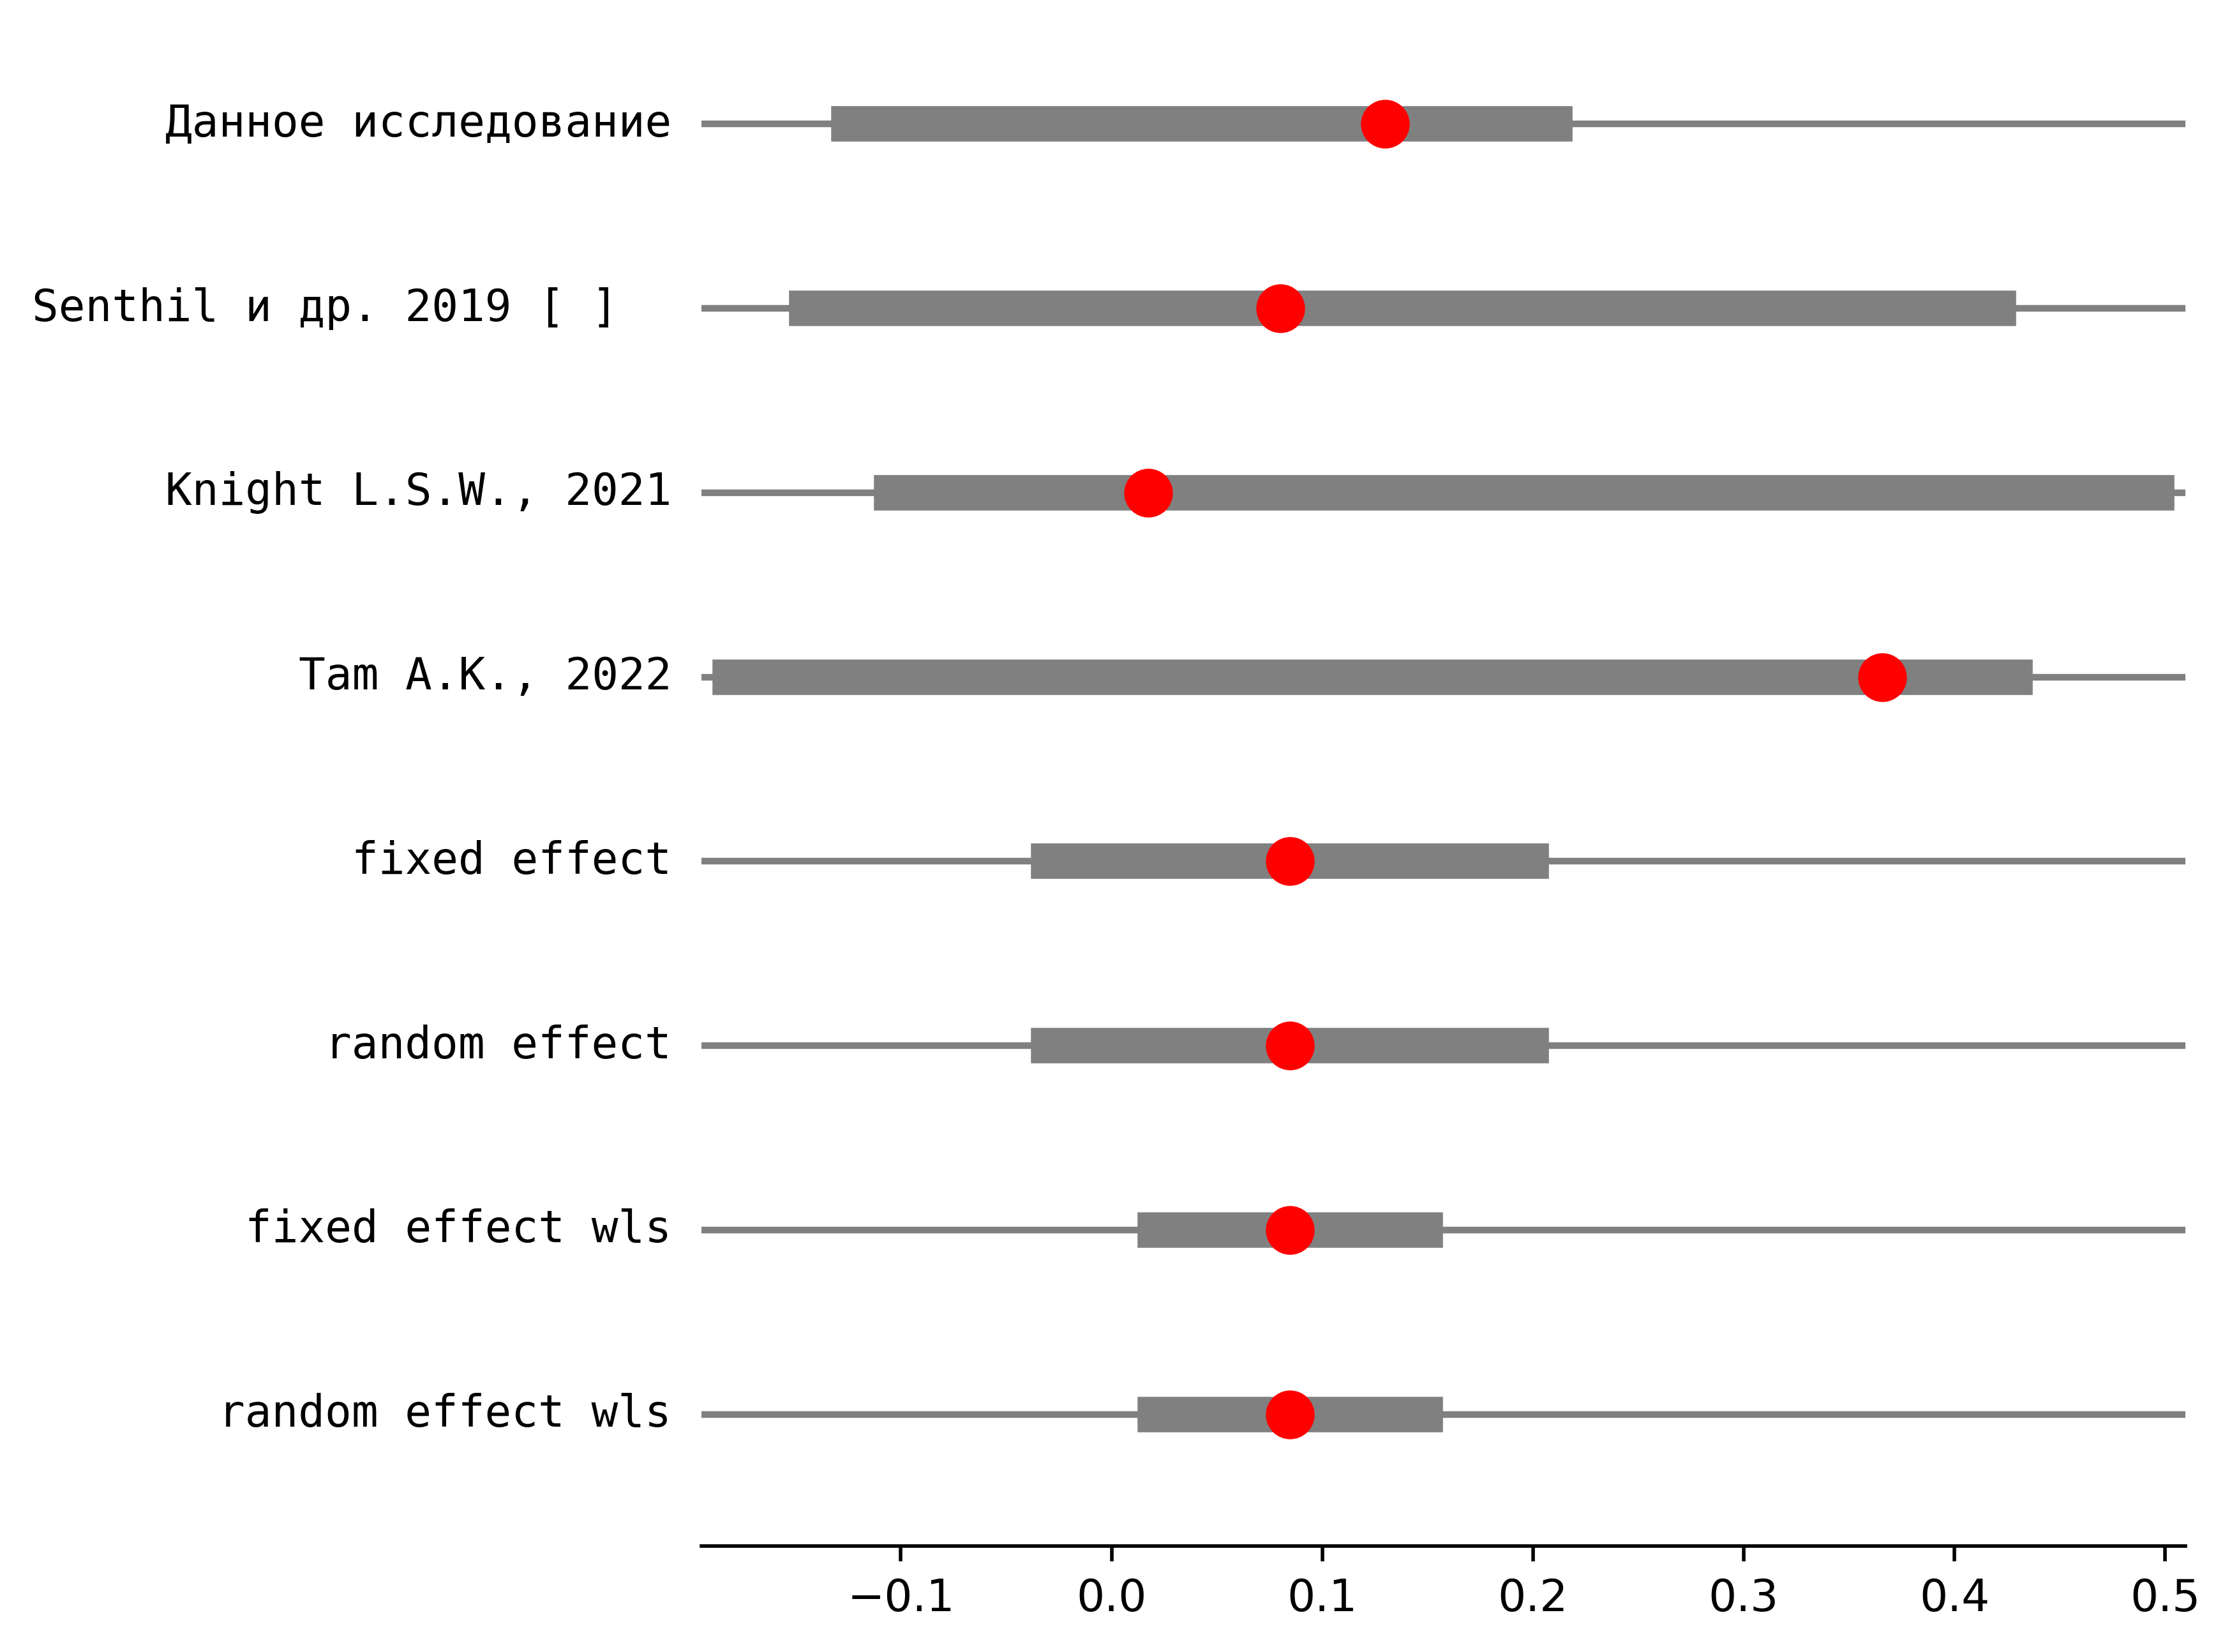 Данное исследование
Senthil и др. 2019 [ ]
Knight L.S.W., 2021
Tam A.K., 2022
fixed effect
random effect
fixed effect wls
random effect wls
−0.1 0.0 0.1 0.2 0.3 0.4 0.5